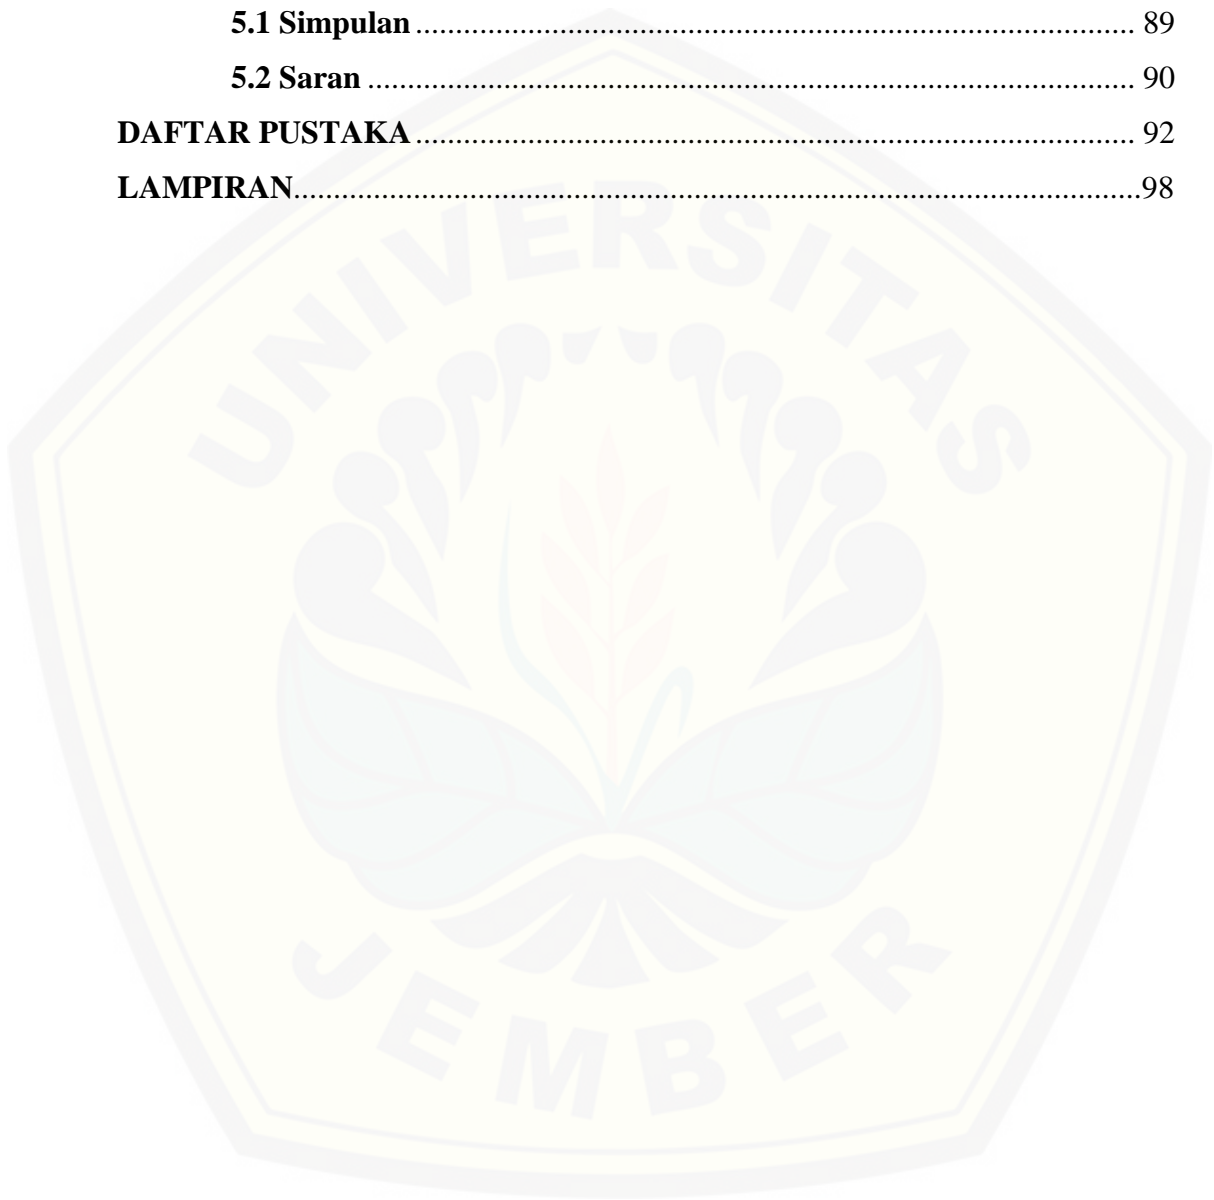 5.1 Simpulan ........................................................................................... 89
5.2 Saran ................................................................................................. 90
DAFTAR PUSTAKA ........................................................................................... 92
LAMPIRAN...........................................................................................................98
UNIVERSITAS
JEMBER